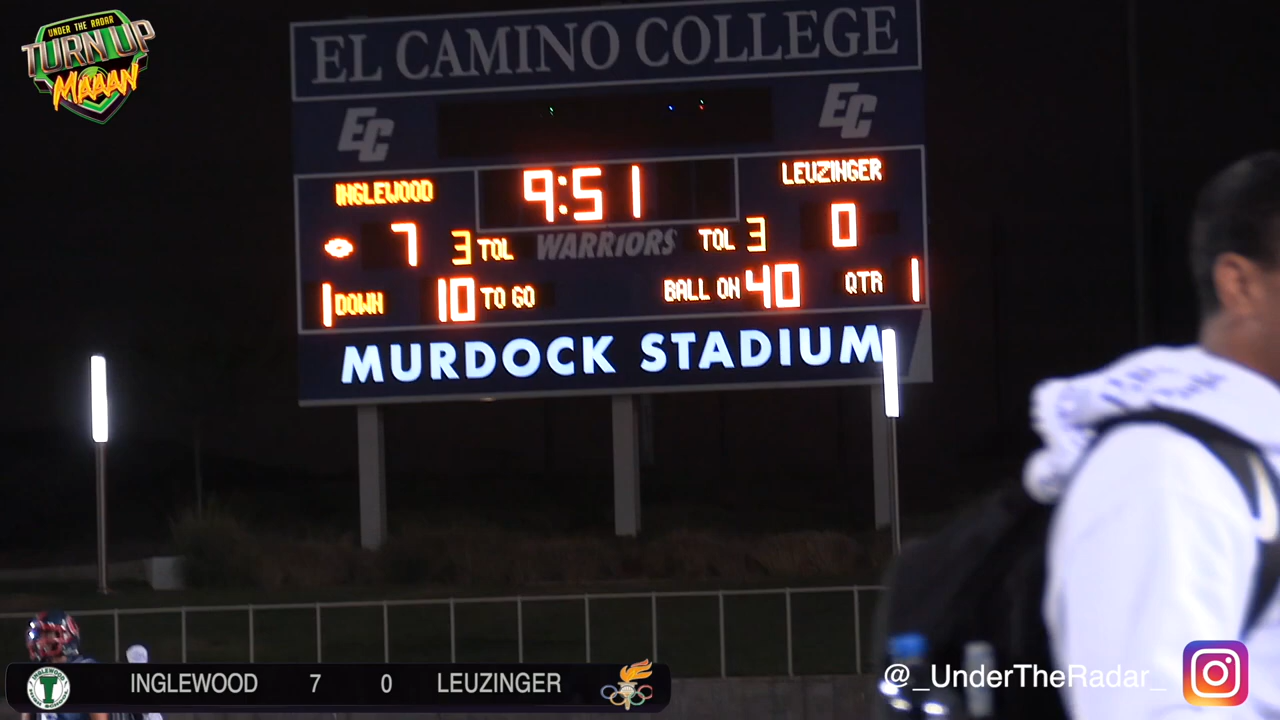 UNDER THE RADAR
TURN UP
MAAAN
EL CAMINO COLLEGE
EC EC
INGLEWOOD 9:51 LEUZINGER
7 3 TOL WARRIORS TOL 3 0
1 DOWN 10 TO GO BALL ON 40 QTR 1
MURDOCK STADIUM
INGLEWOOD 7 0 LEUZINGER
@_UnderTheRadar_